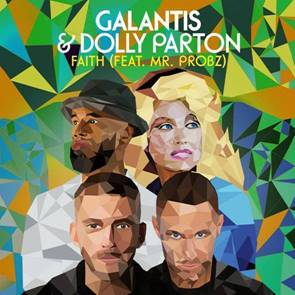 GALANTIS
& DOLLY PARTON
FAITH (FEAT. MR. PROBZ)